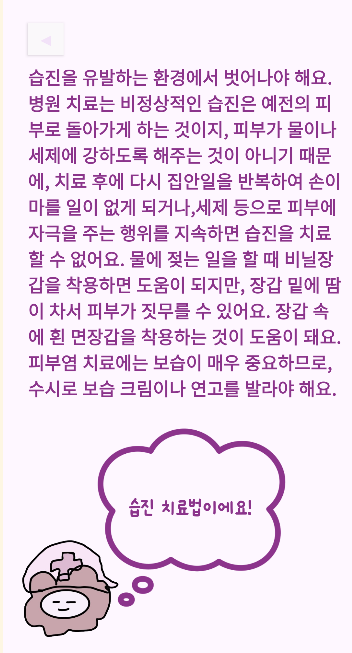 습진을 유발하는 환경에서 벗어나야 해요.
병원 치료는 비정상적인 습진은 예전의 피
부로 돌아가게 하는 것이지, 피부가 물이나
세제에 강하도록 해주는 것이 아니기 때문
에, 치료 후에 다시 집안일을 반복하여 손이
마를 일이 없게 되거나,세제 등으로 피부에
자극을 주는 행위를 지속하면 습진을 치료
할 수 없어요. 물에 젖는 일을 할 때 비닐장
갑을 착용하면 도움이 되지만, 장갑 밑에 땀
이 차서 피부가 짓무를 수 있어요. 장갑 속
에 흰 면장갑을 착용하는 것이 도움이 돼요.
피부염 치료에는 보습이 매우 중요하므로,
수시로 보습 크림이나 연고를 발라야 해요.
습진 치료법이에요!